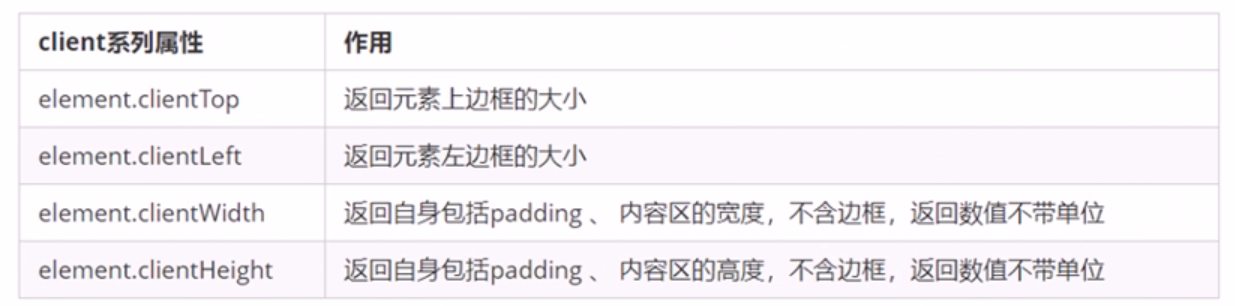 client系列属性 作用
element.clientTop 返回元素上边框的大小
element.clientLeft 返回元素左边框的大小
element.clientWidth 返回自身包括padding 、 内容区的宽度，不含边框，返回数值不带单位
element.clientHeight 返回自身包括padding 、 内容区的高度，不含边框，返回数值不带单位